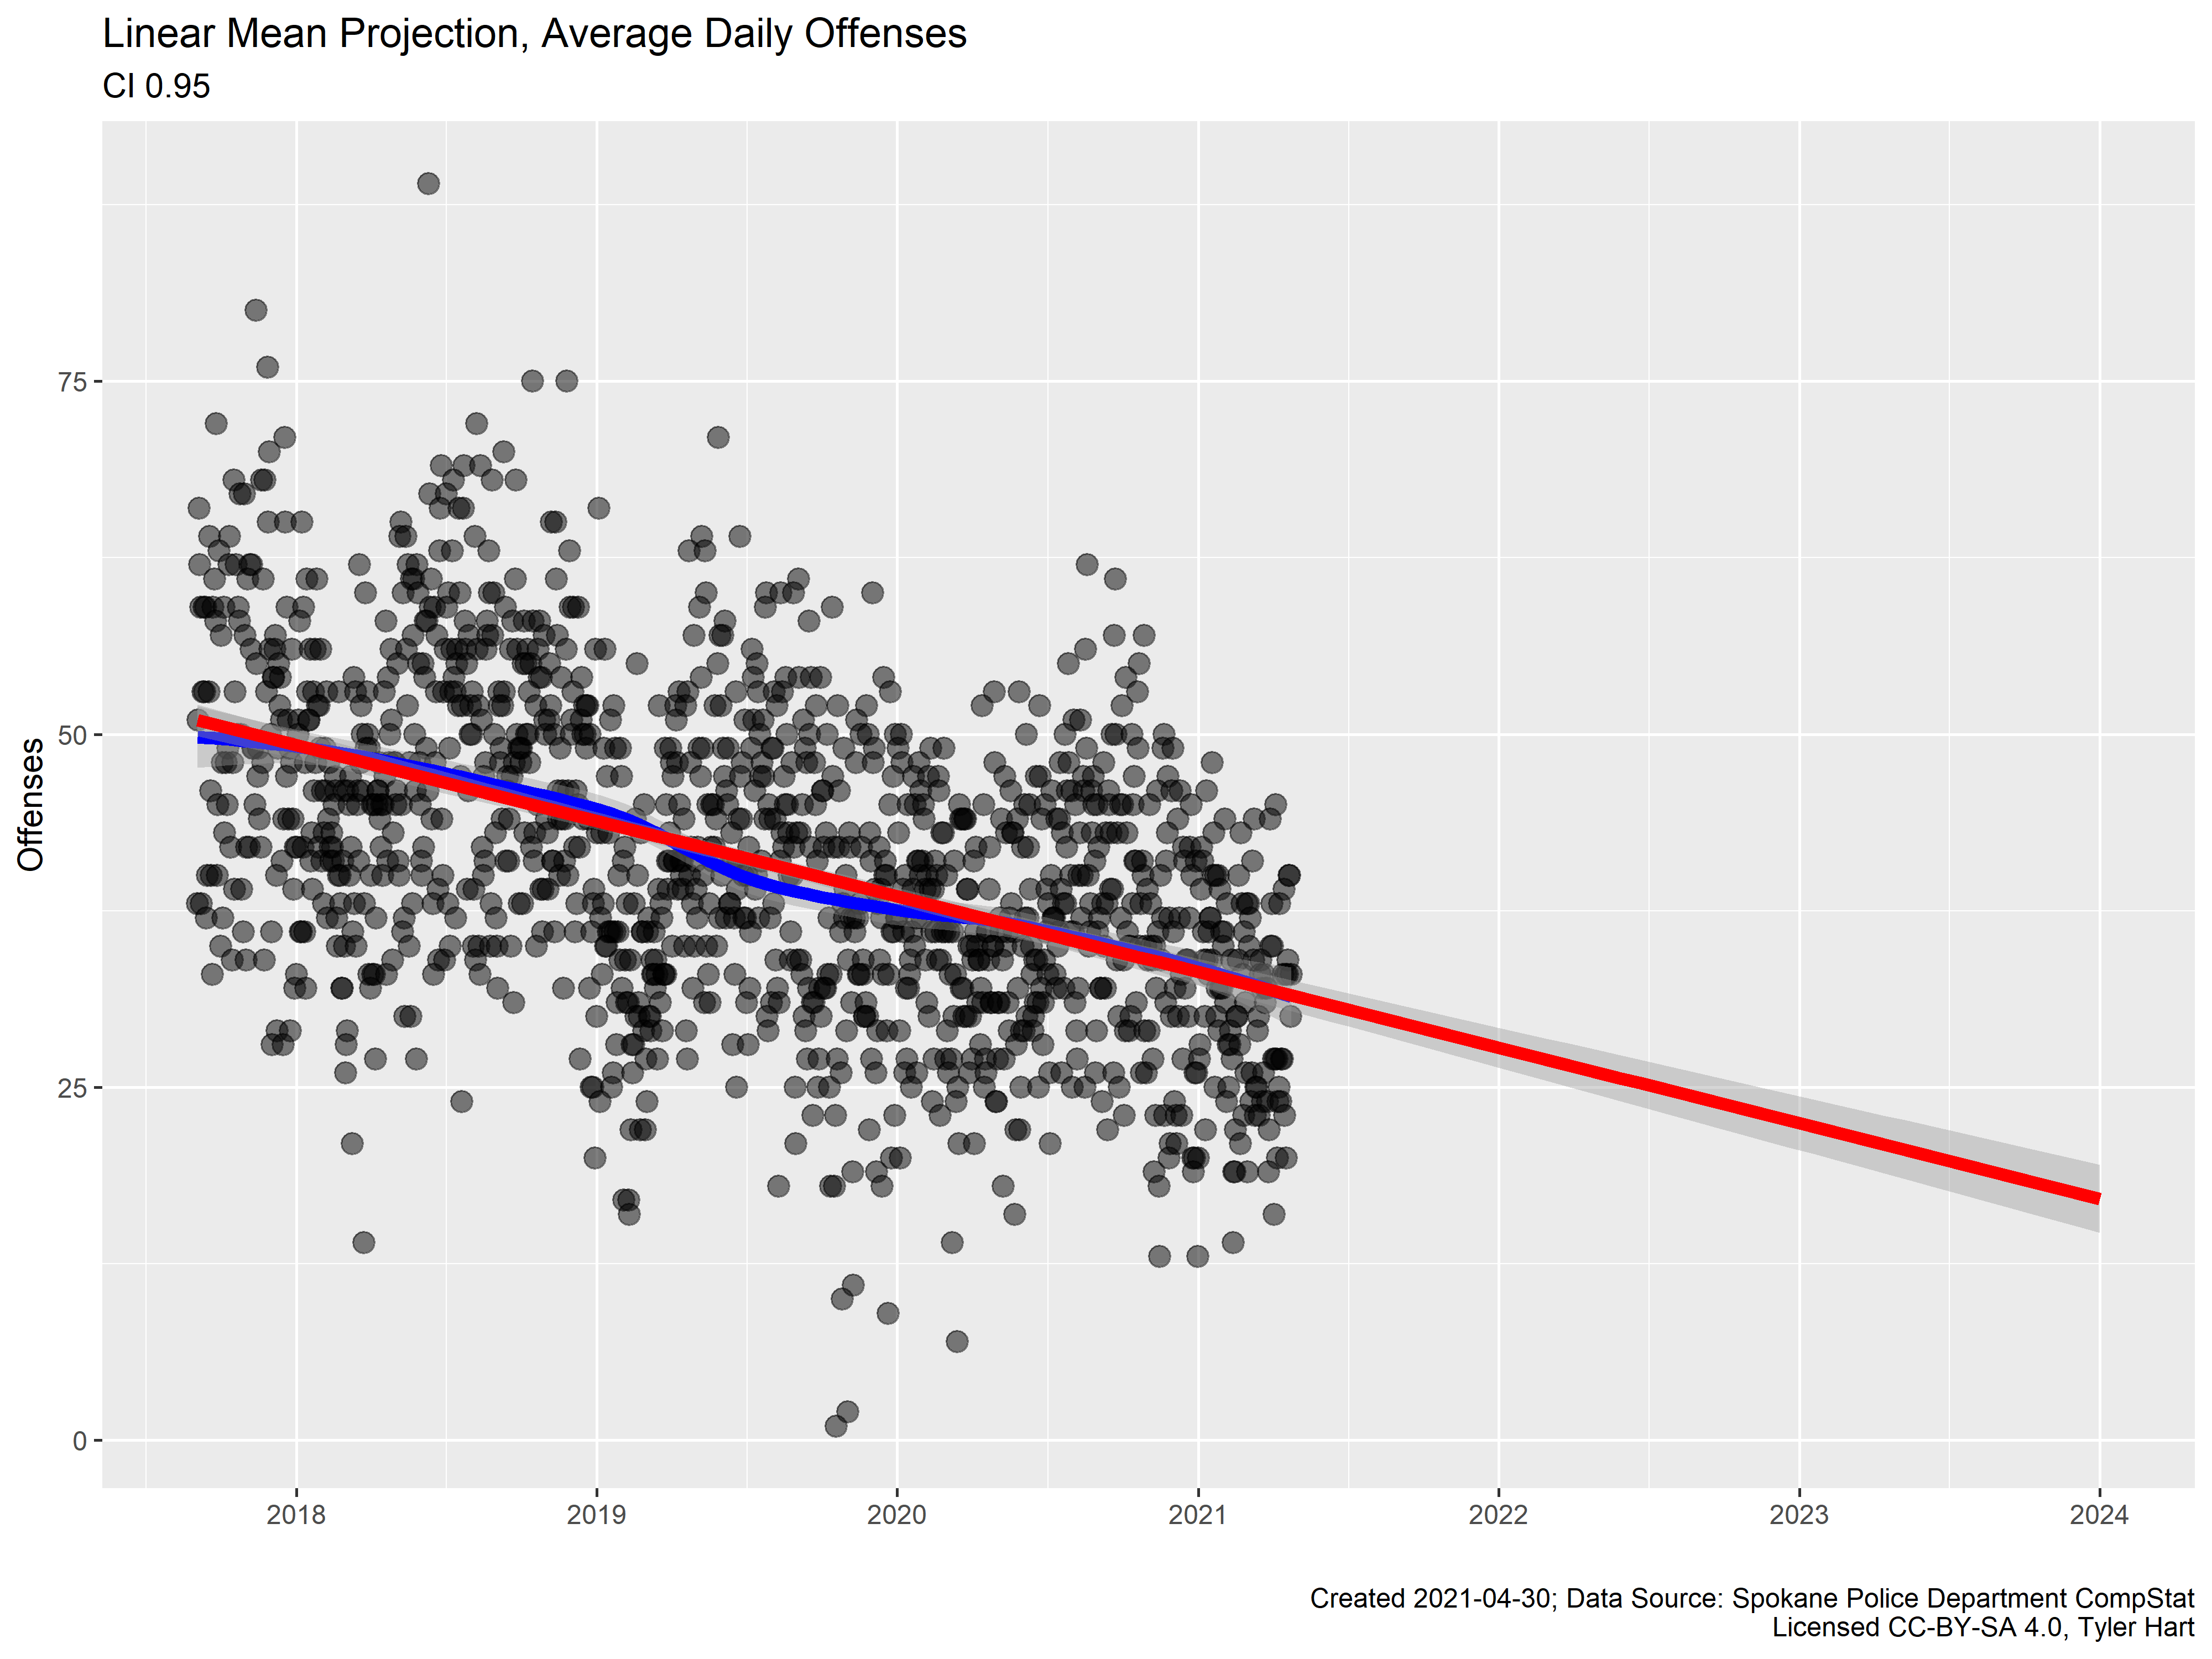 Linear Mean Projection, Average Daily Offenses
CI 0.95
Offenses
75
50
25
0
2018 2019 2020 2021 2022 2023 2024
Created 2021-04-30; Data Source: Spokane Police Department CompStat
Licensed CC-BY-SA 4.0, Tyler Hart